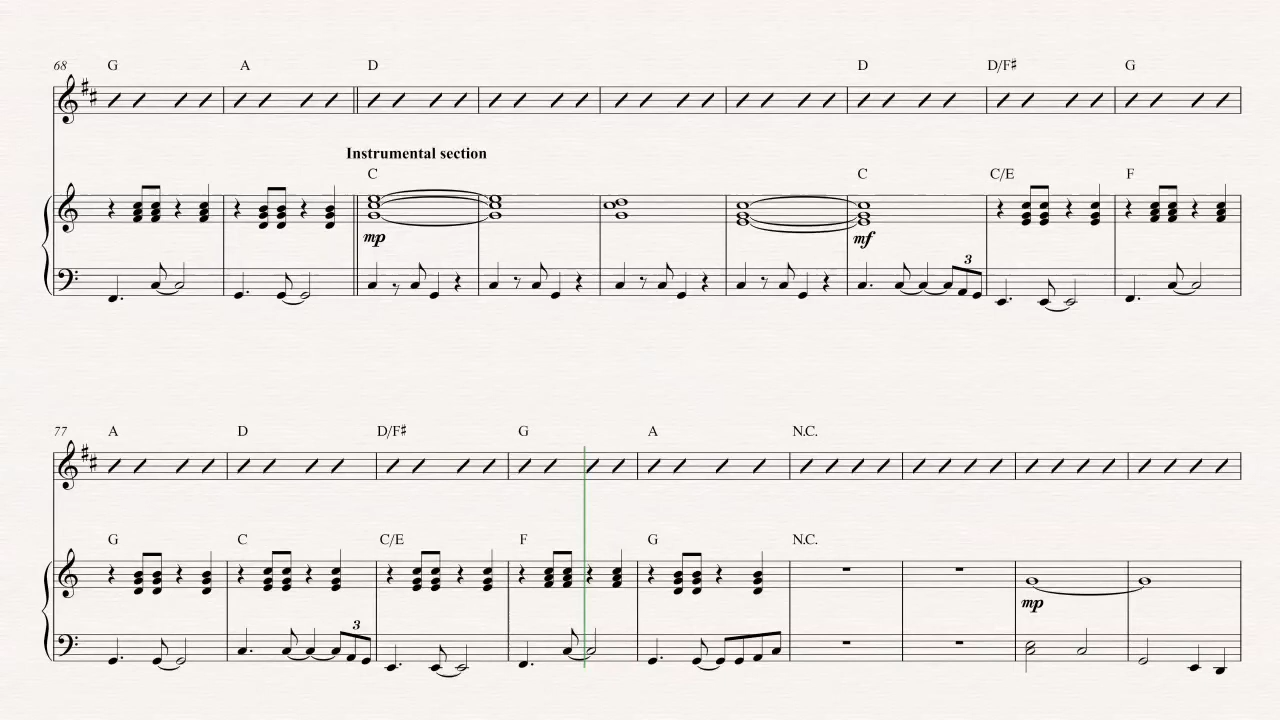 68 G A D D D/F♯ G
Instrumental section
C C C/E F
mp mf
3
77 A D D/F♯ G A N.C.
G C C/E F G N.C.
mp
3